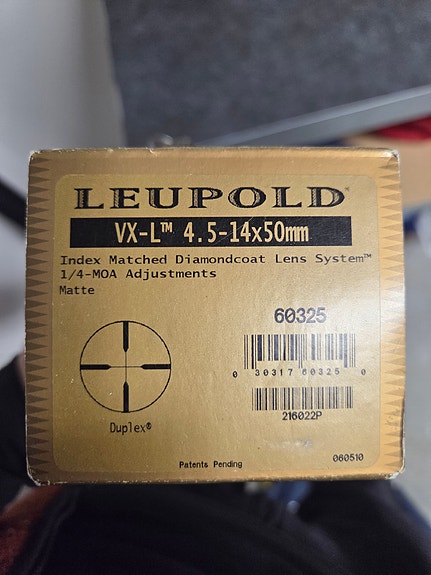 LEUPOLD®
VX-L™ 4.5-14x50mm
Index Matched Diamondcoat Lens System™
1/4-MOA Adjustments
Matte
60325
0 30317 60325 0
216022P
Duplex®
Patents Pending
060510